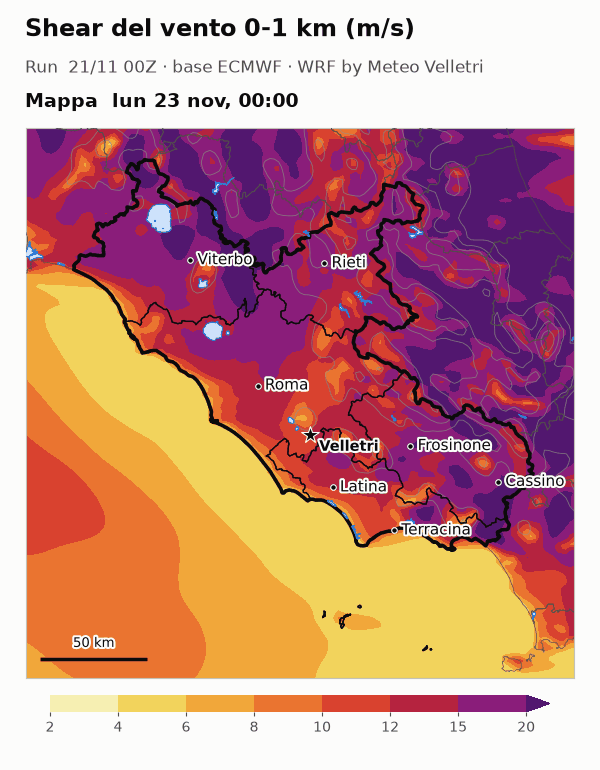 Shear del vento 0-1 km (m/s)
Run  21/11 00Z · base ECMWF · WRF by Meteo Velletri
Mappa  lun 23 nov, 00:00
Viterbo
Rieti
Roma
Velletri
Frosinone
Latina
Cassino
Terracina
50 km
2 4 6 8 10 12 15 20